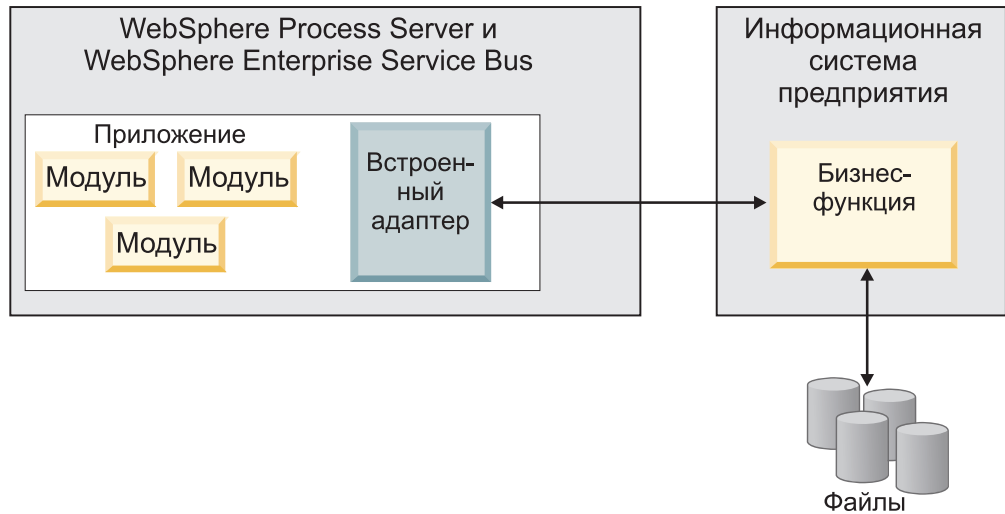 WebSphere Process Server и
WebSphere Enterprise Service Bus
Приложение
Модуль
Модуль
Модуль
Встроен-
ный
адаптер
Информационная
система
предприятия
Бизнес-
функция
Файлы